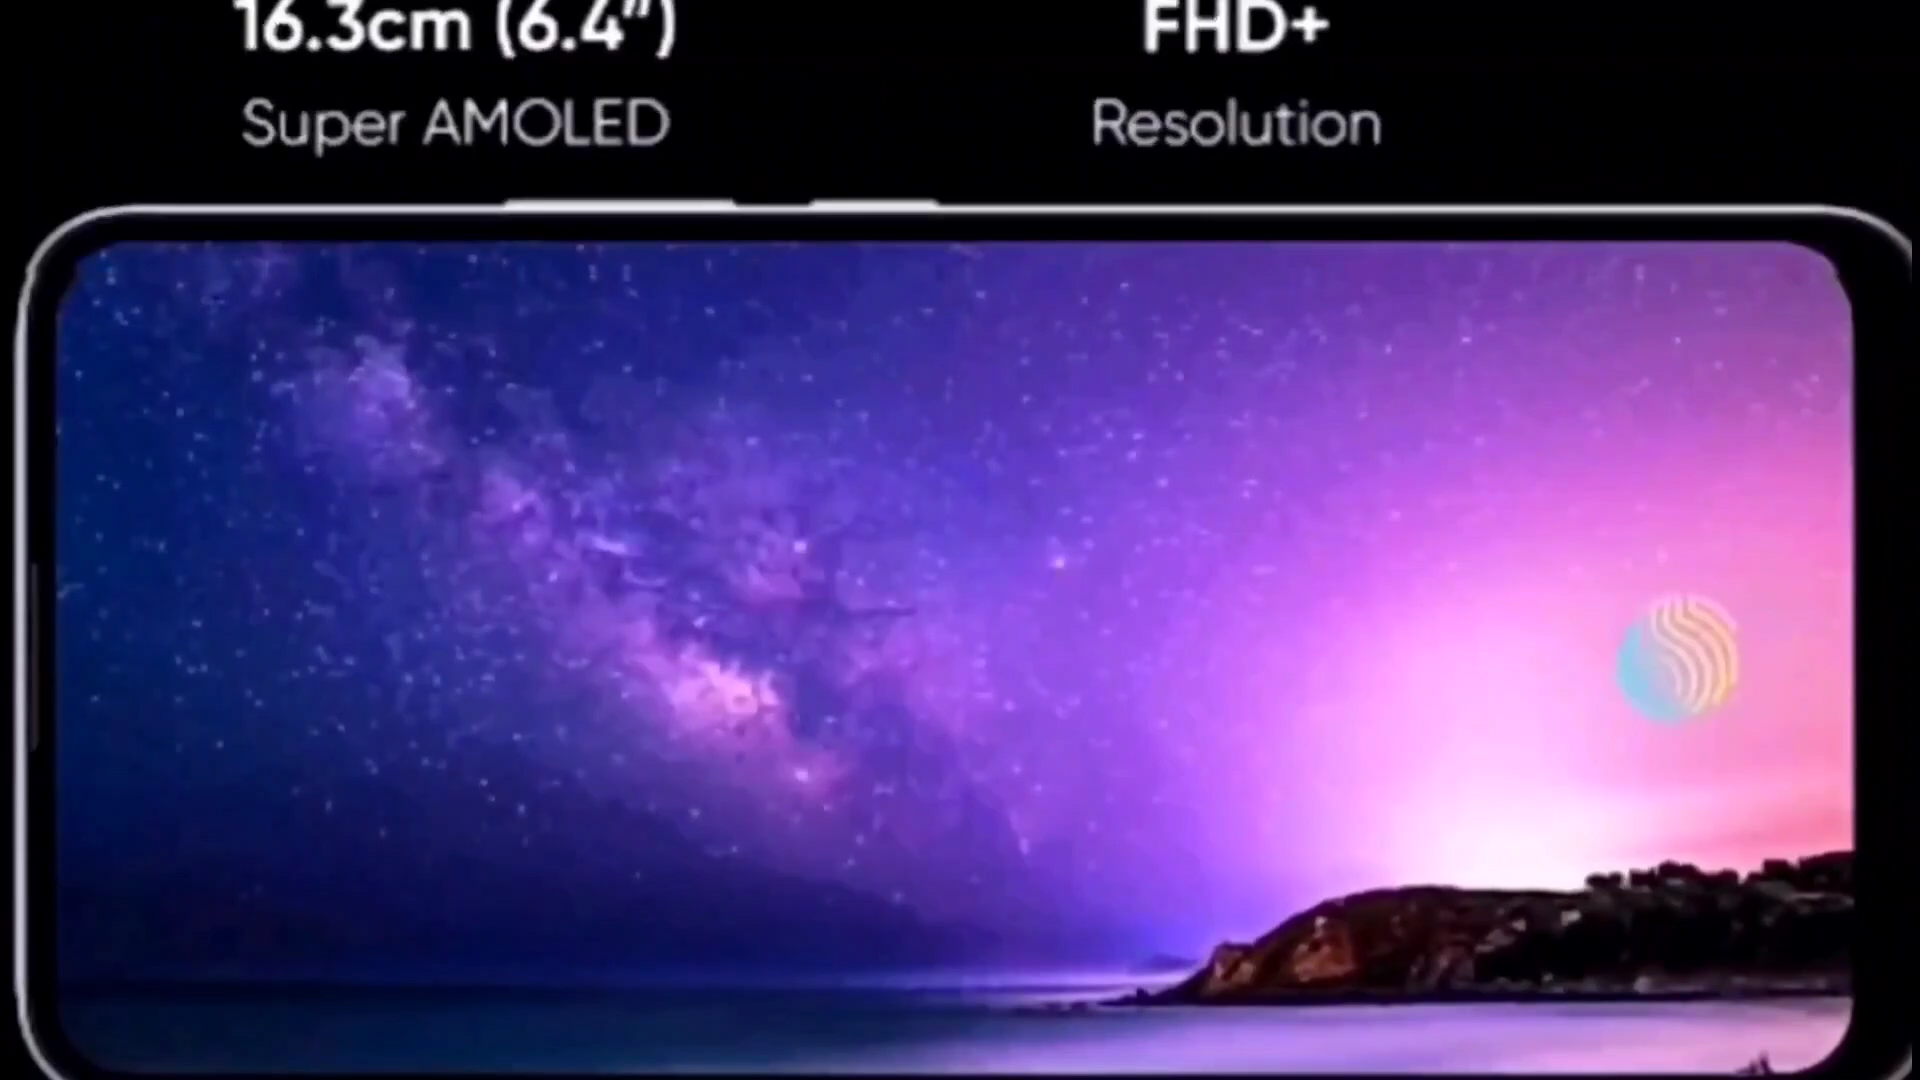 16.3cm (6.4") FHD+
Super AMOLED Resolution